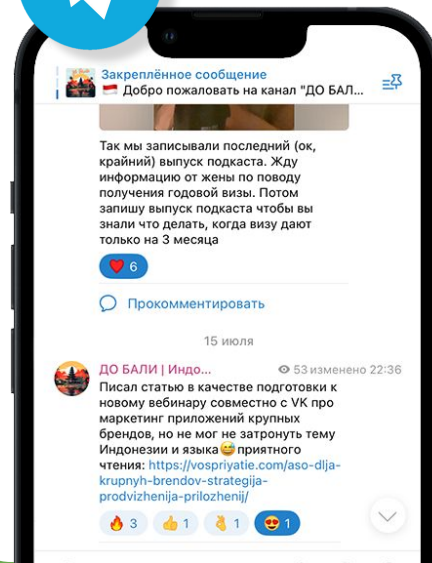 Закреплённое сообщение
🇮🇩 Добро пожаловать на канал "ДО БАЛ...
Так мы записывали последний (ок,
крайний) выпуск подкаста. Жду
информацию от жены по поводу
получения годовой визы. Потом
запишу выпуск подкаста чтобы вы
знали что делать, когда визу дают
только на 3 месяца
❤️ 6
Прокомментировать
15 июля
ДО БАЛИ | Индо... 53 изменено 22:36
Писал статью в качестве подготовки к
новому вебинару совместно с VK про
маркетинг приложений крупных
брендов, но не мог не затронуть тему
Индонезии и языка😅приятного
чтения: https://vospriyatie.com/aso-dlja-
krupnyh-brendov-strategija-
prodvizhenija-prilozhenij/
🔥 3 👍 1 👌 1 😍 1